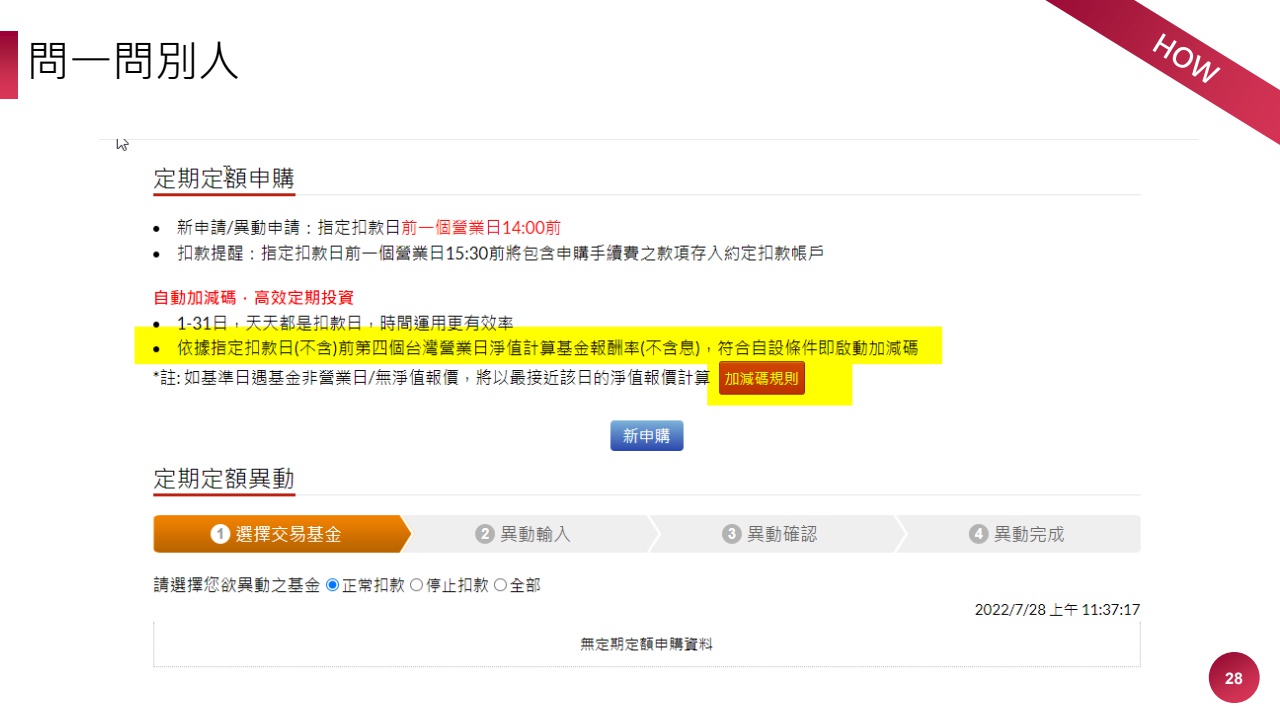 問一問別人
HOW
定期定額申購
• 新申請/異動申請：指定扣款日前一個營業日14:00前
• 扣款提醒：指定扣款日前一個營業日15:30前將包含申購手續費之款項存入約定扣款帳戶
自動加減碼．高效定期投資
• 1-31日，天天都是扣款日，時間運用更有效率
• 依據指定扣款日(不含)前第四個台灣營業日淨值計算基金報酬率(不含息)，符合自設條件即啟動加減碼
*註: 如基準日遇基金非營業日/無淨值報價，將以最接近該日的淨值報價計算 加減碼規則
新申購
定期定額異動
1 選擇交易基金 2 異動輸入 3 異動確認 4 異動完成
請選擇您欲異動之基金 正常扣款 停止扣款 全部
2022/7/28 上午 11:37:17
無定期定額申購資料
28